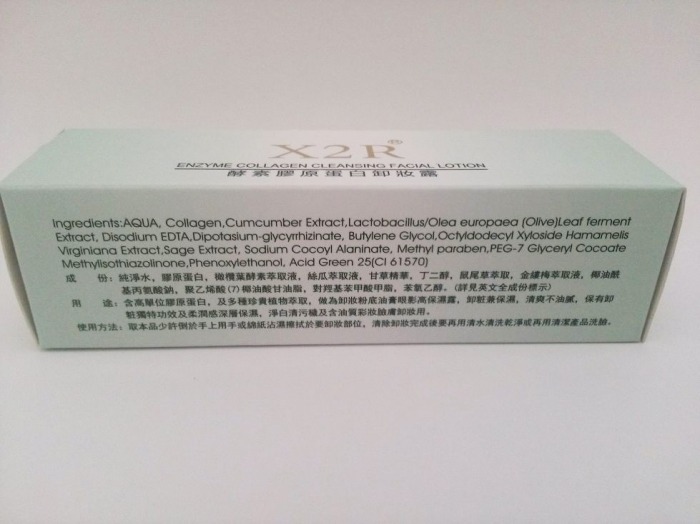 X2R®
ENZYME COLLAGEN CLEANSING FACIAL LOTION
酵素膠原蛋白卸妝露
Ingredients:AQUA, Collagen,Cumcumber Extract,Lactobacillus/Olea europaea (Olive)Leaf ferment
Extract, Disodium EDTA,Dipotasium-glycyrrhizinate, Butylene Glycol,Octyldodecyl Xyloside Hamamelis
Virginiana Extract,Sage Extract, Sodium Cocoyl Alaninate, Methyl paraben,PEG-7 Glyceryl Cocoate
Methylisothiazolinone,Phenoxylethanol, Acid Green 25(CI 61570)
成 份：純淨水，膠原蛋白，橄欖葉酵素萃取液，絲瓜萃取液，甘草精華，丁二醇，鼠尾草萃取，金縷梅萃取液，椰油酰
基丙氨酸鈉，聚乙烯酸(7)椰油酸甘油脂，對羥基苯甲酸甲脂，苯氧乙醇。(詳見英文全成份標示)
用 途：含高單位膠原蛋白，及多種珍貴植物萃取，做為卸妝粉底油膏眼影高保濕露，卸粧兼保濕，清爽不油膩，保有卸
粧獨特功效及柔潤感深層保濕，淨白清污穢及含油質彩妝臉膚卸妝用。
使用方法：取本品少許倒於手上用手或綿紙沾濕擦拭於要卸妝部位，清除卸妝完成後要再用清水清洗乾淨或再用清潔產品洗臉。